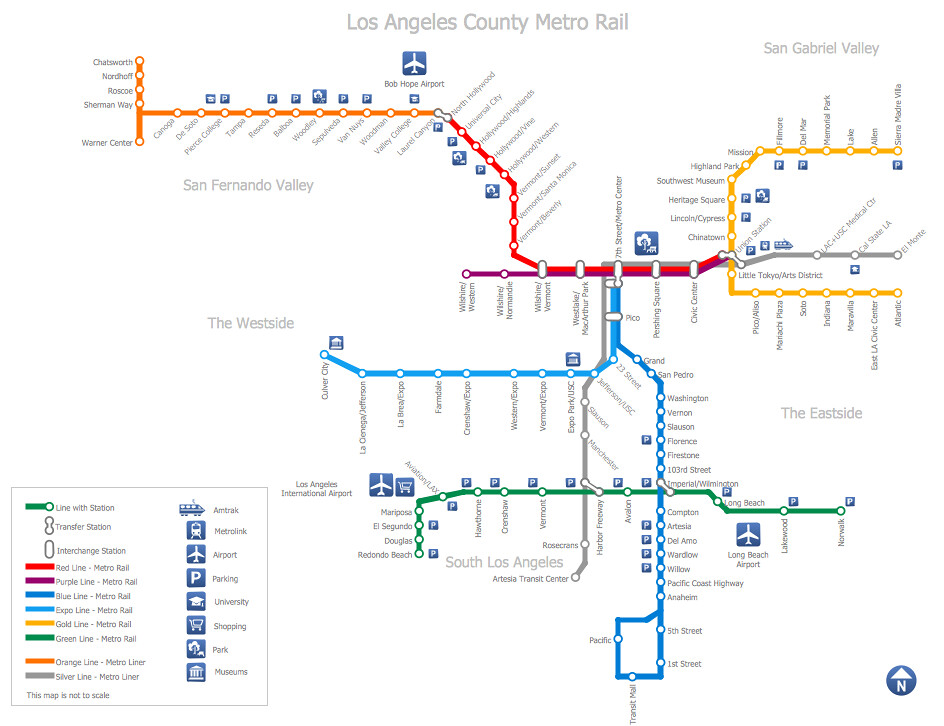 Los Angeles County Metro Rail
San Gabriel Valley
Chatsworth
Nordhoff
Roscoe
Sherman Way
Warner Center
Bob Hope Airport
Canoga
De Soto
Pierce College
Tampa
Reseda
Balboa
Woodley
Sepulveda
Van Nuys
Woodman
Valley College
Laurel Canyon
North Hollywood
Universal City
Hollywood/Highlands
Hollywood/Vine
Hollywood/Western
Vermont/Sunset
Vermont/Santa Monica
Vermont/Beverly
San Fernando Valley
Mission
Highland Park
Southwest Museum
Heritage Square
Lincoln/Cypress
Chinatown
Fillmore
Del Mar
Memorial Park
Lake
Allen
Sierra Madre Villa
Union Station
LAC+USC Medical Ctr
Cal State LA
El Monte
Little Tokyo/Arts District
Pico/Aliso
Mariachi Plaza
Soto
Indiana
Maravilla
East LA Civic Center
Atlantic
Wilshire/
Western
Wilshire/
Normandie
Wilshire/
Vermont
Westlake/
MacArthur Park
7th Street/Metro Center
Pershing Square
Civic Center
Pico
The Westside
Culver City
La Cienega/Jefferson
La Brea/Expo
Farmdale
Crenshaw/Expo
Western/Expo
Vermont/Expo
Expo Park/USC
Jefferson/USC
23 Street
Grand
San Pedro
Washington
Vernon
Slauson
Florence
Firestone
103rd Street
Imperial/Wilmington
The Eastside
Slauson
Manchester
Los Angeles
International Airport
Aviation/LAX
Mariposa
El Segundo
Douglas
Redondo Beach
Hawthorne
Crenshaw
Vermont
Harbor Freeway
Avalon
Long Beach
Lakewood
Norwalk
Long Beach
Airport
Rosecrans
South Los Angeles
Artesia Transit Center
Compton
Artesia
Del Amo
Wardlow
Willow
Pacific Coast Highway
Anaheim
Pacific
5th Street
1st Street
Transit Mall
Line with Station
Transfer Station
Interchange Station
Red Line - Metro Rail
Purple Line - Metro Rail
Blue Line - Metro Rail
Expo Line - Metro Rail
Gold Line - Metro Rail
Green Line - Metro Rail
Orange Line - Metro Liner
Silver Line - Metro Liner
This map is not to scale
Amtrak
Metrolink
Airport
P
Parking
University
Shopping
Park
Museums
N